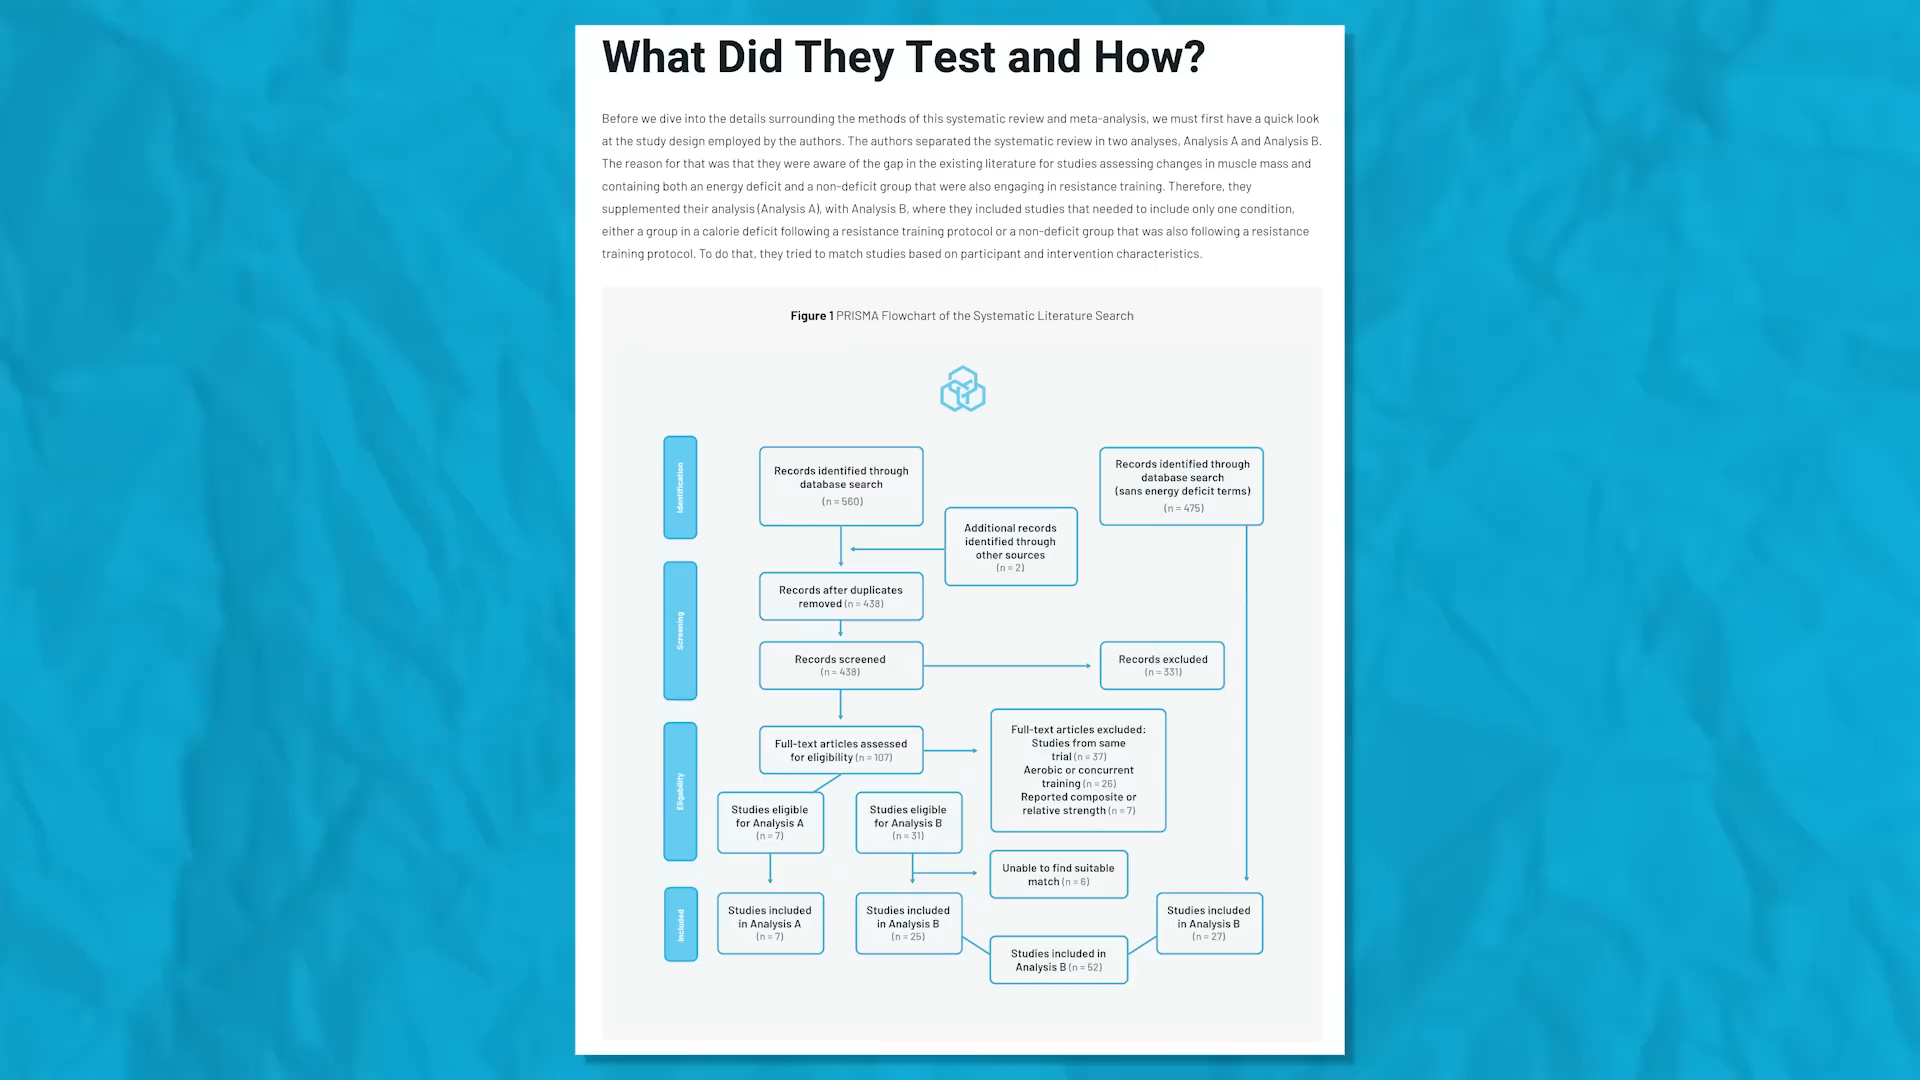 What Did They Test and How?
Before we dive into the details surrounding the methods of this systematic review and meta-analysis, we must first have a quick look
at the study design employed by the authors. The authors separated the systematic review in two analyses, Analysis A and Analysis B.
The reason for that was that they were aware of the gap in the existing literature for studies assessing changes in muscle mass and
containing both an energy deficit and a non-deficit group that were also engaging in resistance training. Therefore, they
supplemented their analysis (Analysis A), with Analysis B, where they included studies that needed to include only one condition,
either a group in a calorie deficit following a resistance training protocol or a non-deficit group that was also following a resistance
training protocol. To do that, they tried to match studies based on participant and intervention characteristics.
Figure 1 PRISMA Flowchart of the Systematic Literature Search
Identification
Records identified through
database search
(n = 560)
Records identified through
database search
(sans energy deficit terms)
(n = 475)
Additional records
identified through
other sources
(n = 2)
Screening
Records after duplicates
removed (n = 438)
Records screened
(n = 438)
Records excluded
(n = 331)
Eligibility
Full-text articles assessed
for eligibility (n = 107)
Full-text articles excluded:
Studies from same
trial (n = 37)
Aerobic or concurrent
training (n = 26)
Reported composite or
relative strength (n = 7)
Studies eligible
for Analysis A
(n = 7)
Studies eligible
for Analysis B
(n = 31)
Unable to find suitable
match (n = 6)
Included
Studies included
in Analysis A
(n = 7)
Studies included
in Analysis B
(n = 25)
Studies included in
Analysis B (n = 52)
Studies included
in Analysis B
(n = 27)